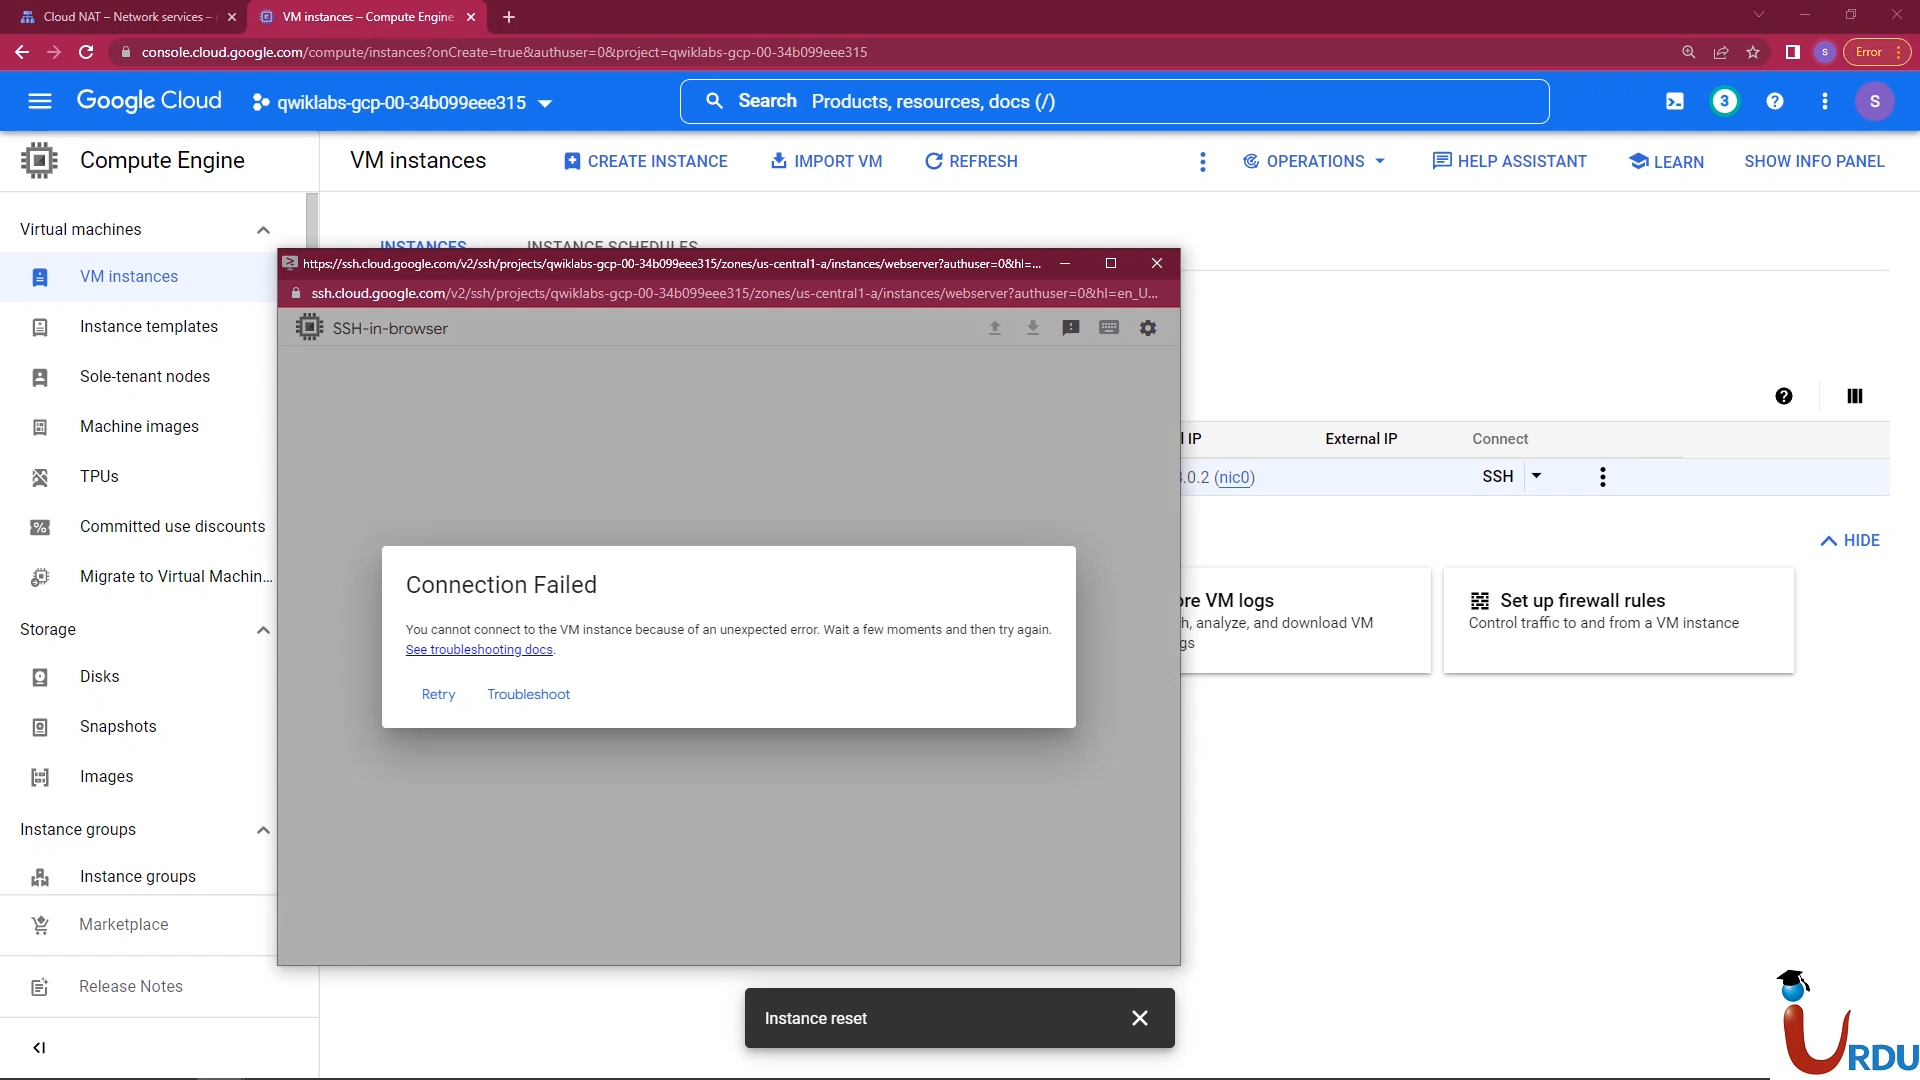 Cloud NAT – Network services –
VM instances – Compute Engine
console.cloud.google.com/compute/instances?onCreate=true&authuser=0&project=qwiklabs-gcp-00-34b099eee315
s
Error
Google Cloud
qwiklabs-gcp-00-34b099eee315
Search Products, resources, docs (/)
3
S
Compute Engine
VM instances
CREATE INSTANCE
IMPORT VM
REFRESH
OPERATIONS
HELP ASSISTANT
LEARN
SHOW INFO PANEL
Virtual machines
VM instances
Instance templates
Sole-tenant nodes
Machine images
TPUs
Committed use discounts
Migrate to Virtual Machin...
Storage
Disks
Snapshots
Images
Instance groups
Instance groups
Marketplace
Release Notes
INSTANCES
INSTANCE SCHEDULES
https://ssh.cloud.google.com/v2/ssh/projects/qwiklabs-gcp-00-34b099eee315/zones/us-central1-a/instances/webserver?authuser=0&hl=...
ssh.cloud.google.com/v2/ssh/projects/qwiklabs-gcp-00-34b099eee315/zones/us-central1-a/instances/webserver?authuser=0&hl=en_U...
SSH-in-browser
Connection Failed
You cannot connect to the VM instance because of an unexpected error. Wait a few moments and then try again.
See troubleshooting docs.
Retry
Troubleshoot
l IP
External IP
Connect
.0.2 (nic0)
SSH
HIDE
ore VM logs
h, analyze, and download VM
gs
Set up firewall rules
Control traffic to and from a VM instance
Instance reset
iURDU